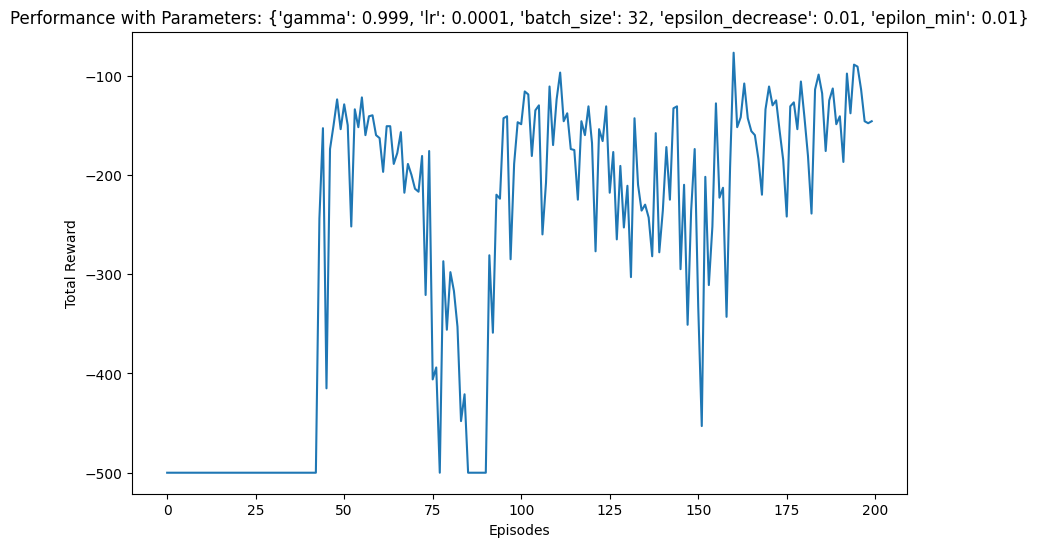 Performance with Parameters: {'gamma': 0.999, 'lr': 0.0001, 'batch_size': 32, 'epsilon_decrease': 0.01, 'epilon_min': 0.01}
−100
−200
−300
−400
−500
Total Reward
0 25 50 75 100 125 150 175 200
Episodes